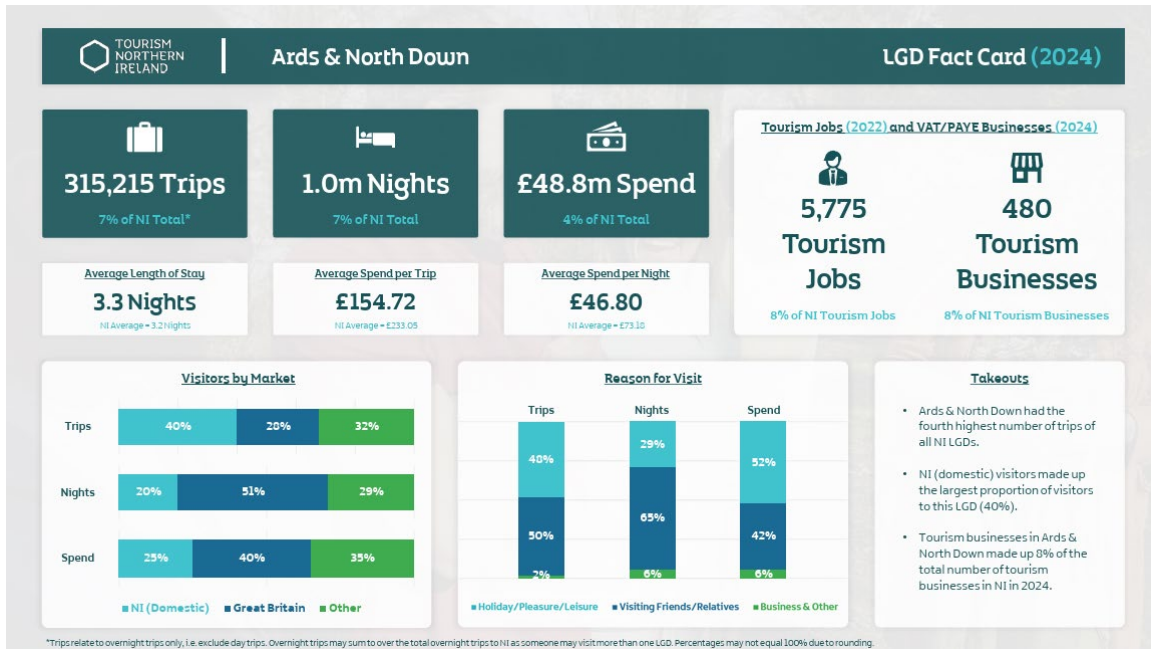 TOURISM
NORTHERN
IRELAND
Ards & North Down
LGD Fact Card (2024)
315,215 Trips
7% of NI Total*
1.0m Nights
7% of NI Total
£48.8m Spend
4% of NI Total
Tourism Jobs (2022) and VAT/PAYE Businesses (2024)
5,775
Tourism
Jobs
8% of NI Tourism Jobs
480
Tourism
Businesses
8% of NI Tourism Businesses
Average Length of Stay
3.3 Nights
NI Average = 3.2 Nights
Average Spend per Trip
£154.72
NI Average = £233.05
Average Spend per Night
£46.80
NI Average = £73.10
Visitors by Market
Trips
40%
28%
32%
Nights
20%
51%
29%
Spend
25%
40%
35%
NI (Domestic)
Great Britain
Other
Reason for Visit
Trips
Nights
Spend
48%
50%
2%
29%
65%
6%
52%
42%
6%
Holiday/Pleasure/Leisure
Visiting Friends/Relatives
Business & Other
Takeouts
• Ards & North Down had the
fourth highest number of trips of
all NI LGDs.
• NI (domestic) visitors made up
the largest proportion of visitors
to this LGD (40%).
• Tourism businesses in Ards &
North Down made up 8% of the
total number of tourism
businesses in NI in 2024.
*Trips relate to overnight trips only, i.e. exclude day trips. Overnight trips may sum to over the total overnight trips to NI as someone may visit more than one LGD. Percentages may not equal 100% due to rounding.